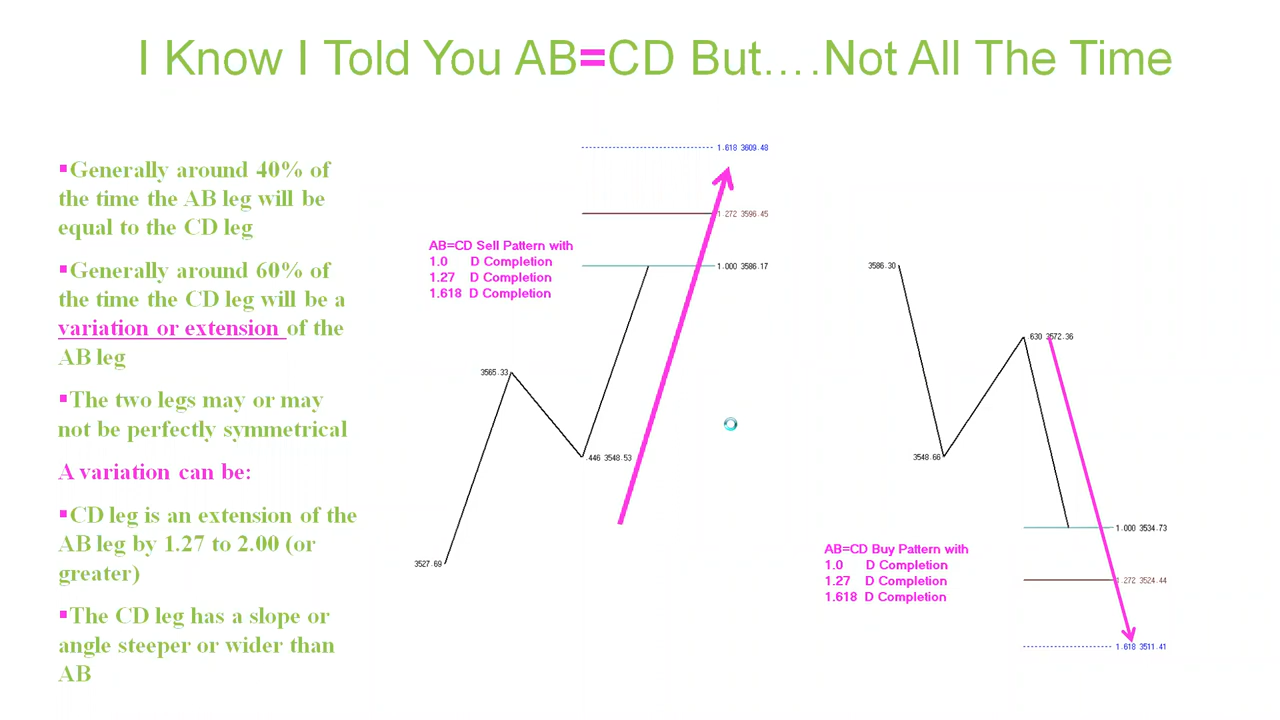 I Know I Told You AB=CD But….Not All The Time
▪Generally around 40% of
the time the AB leg will be
equal to the CD leg
▪Generally around 60% of
the time the CD leg will be a
variation or extension of the
AB leg
▪The two legs may or may
not be perfectly symmetrical
A variation can be:
▪CD leg is an extension of the
AB leg by 1.27 to 2.00 (or
greater)
▪The CD leg has a slope or
angle steeper or wider than
AB
1.618 3609.48
1.272 3596.45
1.000 3586.17
AB=CD Sell Pattern with
1.0 D Completion
1.27 D Completion
1.618 D Completion
3565.33
.446 3548.53
3527.69
3586.30
.630 3572.36
3548.66
1.000 3534.73
1.272 3524.44
1.618 3511.41
AB=CD Buy Pattern with
1.0 D Completion
1.27 D Completion
1.618 D Completion